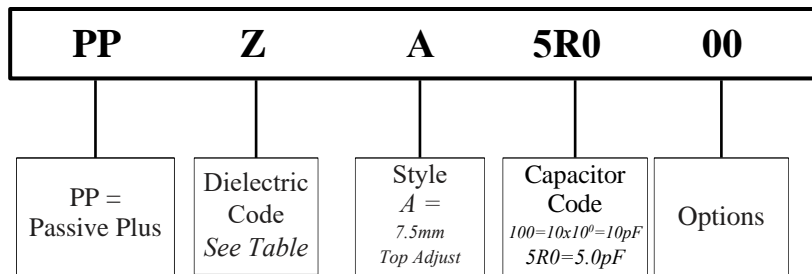 PP Z A 5R0 00
PP =
Passive Plus
Dielectric
Code
See Table
Style
A =
7.5mm
Top Adjust
Capacitor
Code
100=10x10⁰=10pF
5R0=5.0pF
Options